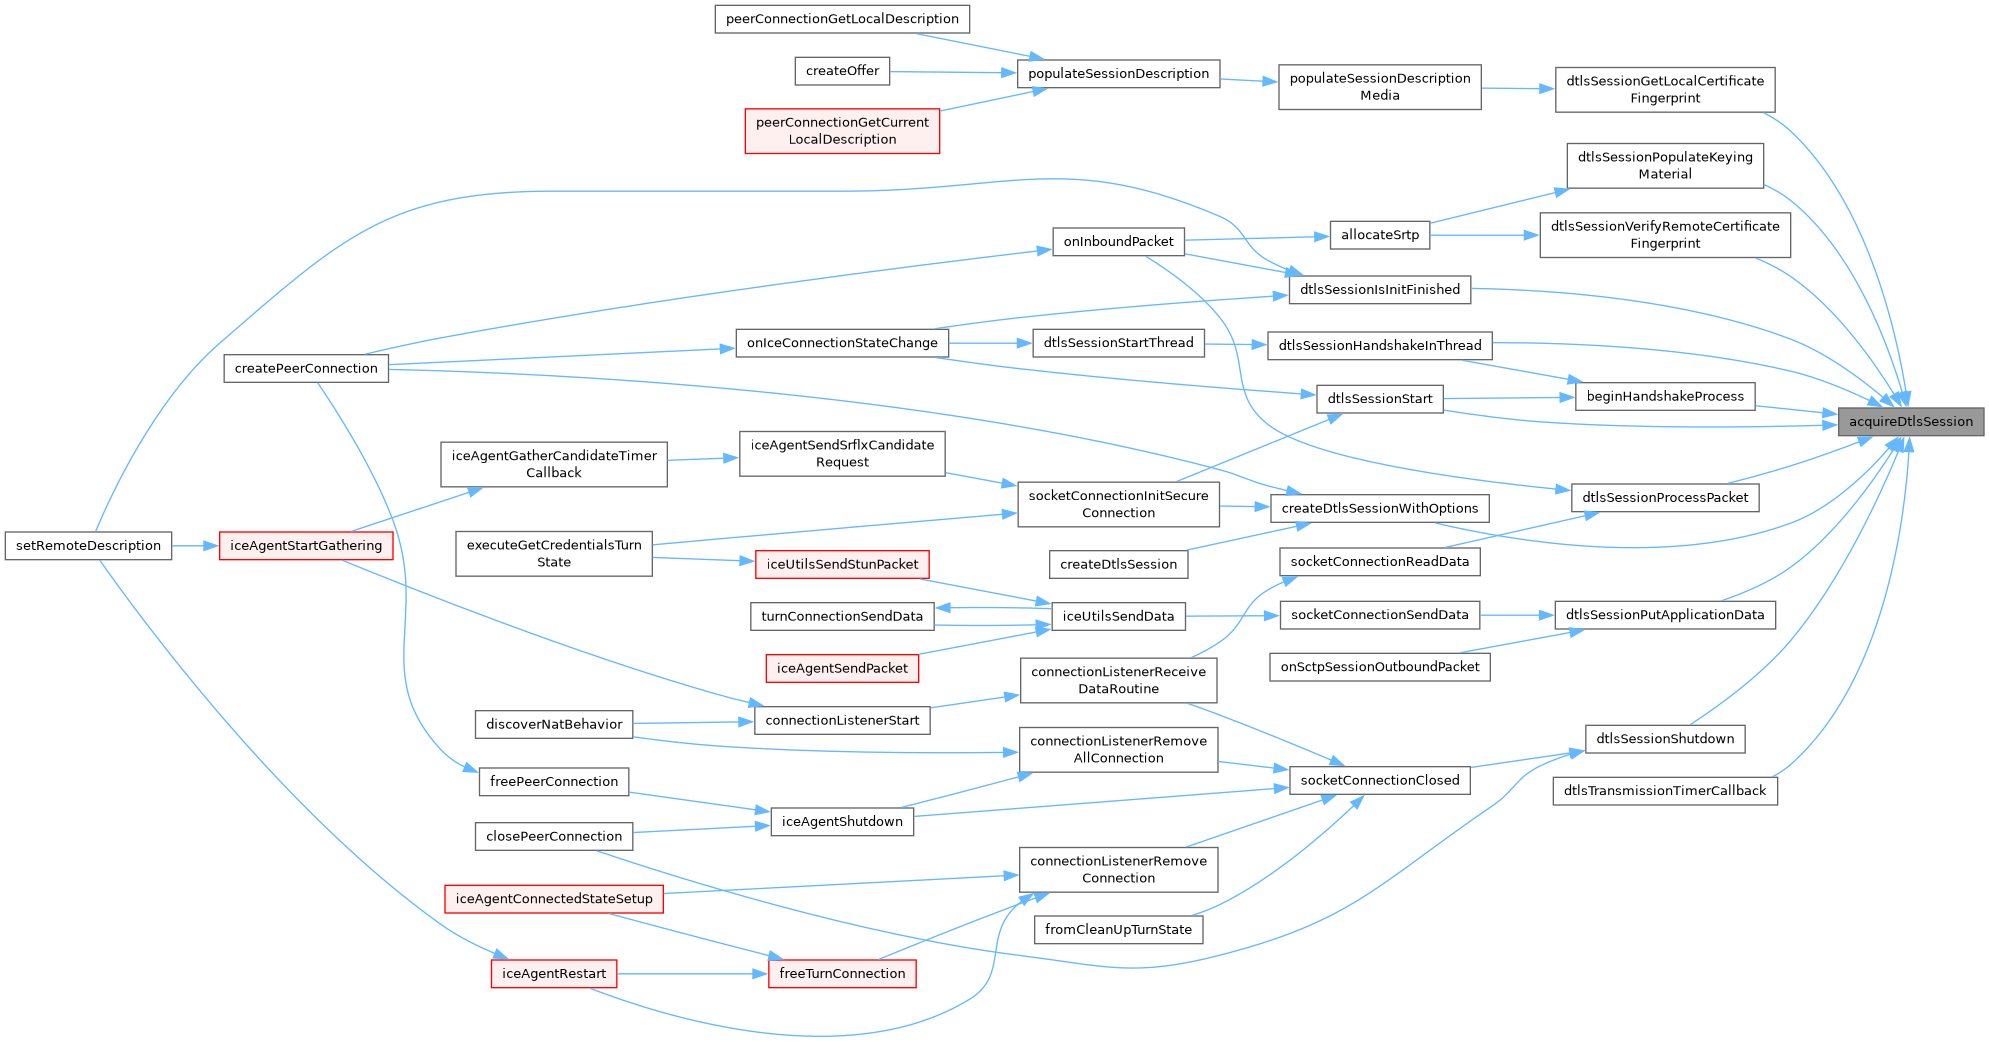 peerConnectionGetLocalDescription
createOffer
populateSessionDescription
populateSessionDescription
Media
dtlsSessionGetLocalCertificate
Fingerprint
peerConnectionGetCurrent
LocalDescription
dtlsSessionPopulateKeying
Material
dtlsSessionVerifyRemoteCertificate
Fingerprint
allocateSrtp
onInboundPacket
dtlsSessionIsInitFinished
onIceConnectionStateChange
dtlsSessionStartThread
dtlsSessionHandshakeInThread
createPeerConnection
dtlsSessionStart
beginHandshakeProcess
acquireDtlsSession
iceAgentGatherCandidateTimer
Callback
iceAgentSendSrflxCandidate
Request
socketConnectionInitSecure
Connection
createDtlsSessionWithOptions
dtlsSessionProcessPacket
setRemoteDescription
iceAgentStartGathering
executeGetCredentialsTurn
State
iceUtilsSendStunPacket
createDtlsSession
socketConnectionReadData
turnConnectionSendData
iceUtilsSendData
socketConnectionSendData
dtlsSessionPutApplicationData
iceAgentSendPacket
connectionListenerReceive
DataRoutine
onSctpSessionOutboundPacket
discoverNatBehavior
connectionListenerStart
connectionListenerRemove
AllConnection
dtlsSessionShutdown
freePeerConnection
socketConnectionClosed
dtlsTransmissionTimerCallback
closePeerConnection
iceAgentShutdown
connectionListenerRemove
Connection
iceAgentConnectedStateSetup
fromCleanUpTurnState
iceAgentRestart
freeTurnConnection